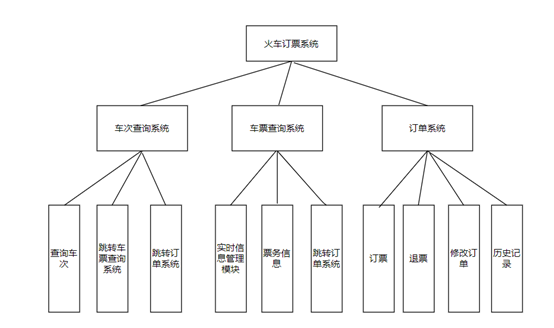 火车订票系统
车次查询系统
车票查询系统
订单系统
查询车
次
跳转车
票查询
系统
跳转订
单系统
实时信
息管理
模块
票务信
息
跳转订
单系统
订票
退票
修改订
单
历史记
录